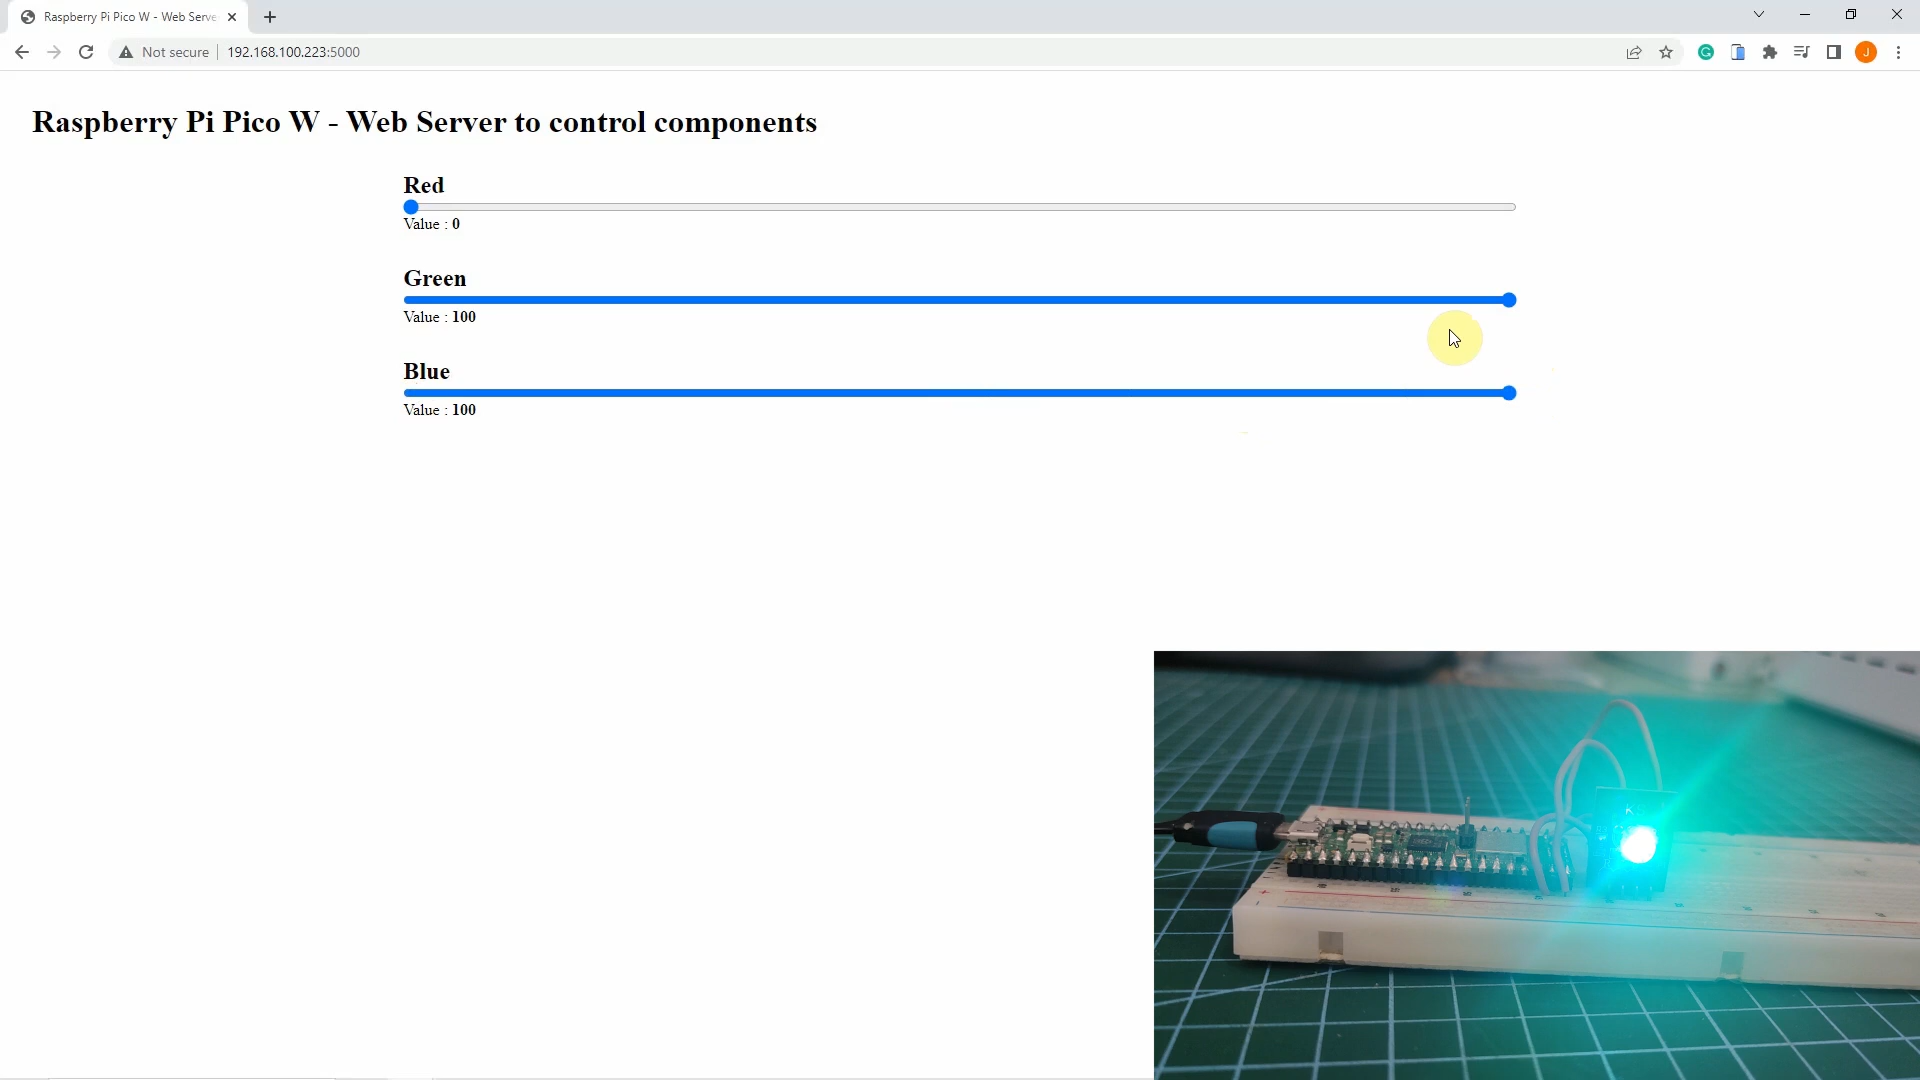 Raspberry Pi Pico W - Web Serve
Not secure
192.168.100.223:5000
J
Raspberry Pi Pico W - Web Server to control components
Red
Value : 0
Green
Value : 100
Blue
Value : 100